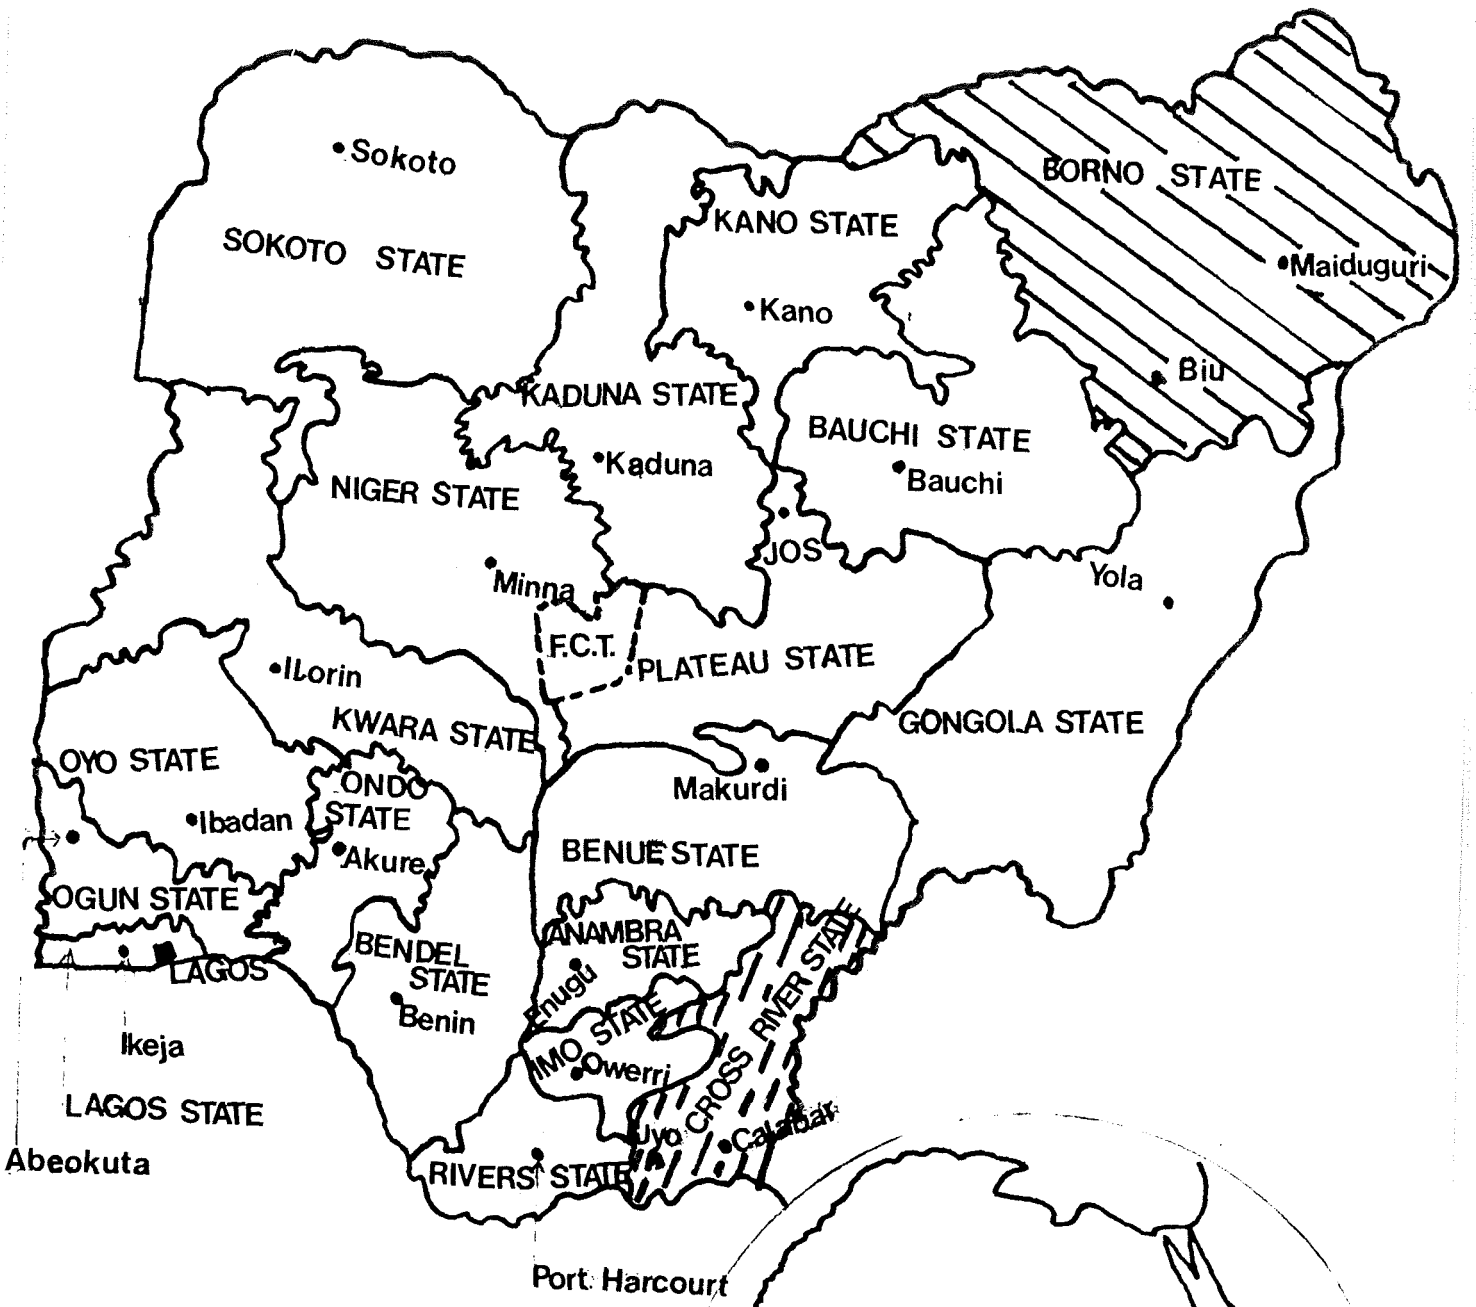 Sokoto
SOKOTO STATE
BORNO STATE
KANO STATE
Maiduguri
Kano
Biu
KADUNA STATE
BAUCHI STATE
Kaduna
Bauchi
NIGER STATE
JOS
Minna
Yola
F.C.T.
PLATEAU STATE
ILorin
KWARA STATE
GONGOLA STATE
OYO STATE
ONDO
STATE
Makurdi
Ibadan
Akure
BENUE STATE
OGUN STATE
ANAMBRA
STATE
BENDEL
STATE
LAGOS
Enugu
CROSS RIVER STATE
Benin
IMO STATE
Owerri
Ikeja
LAGOS STATE
Uyo
Calabar
Abeokuta
RIVERS STATE
Port Harcourt